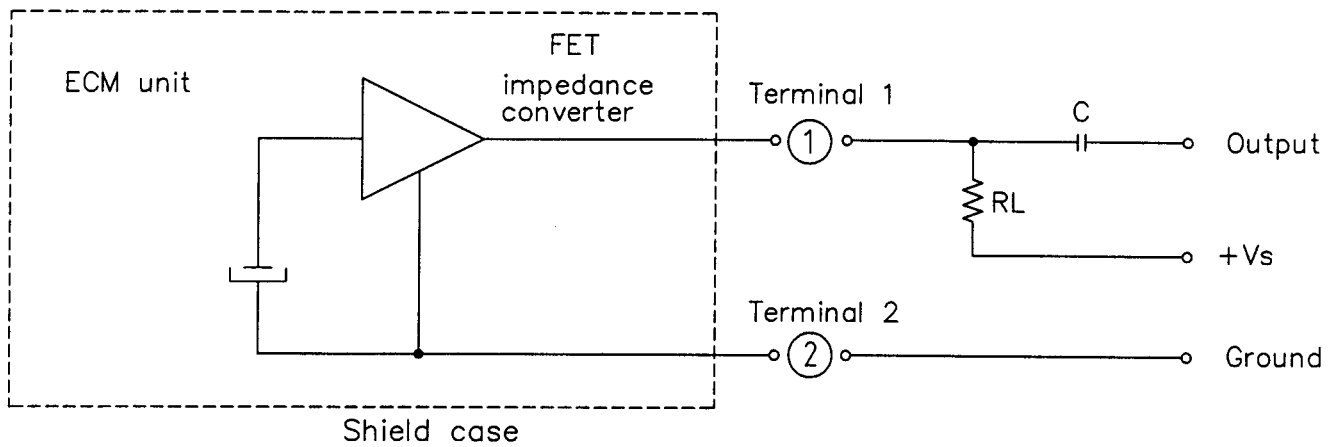 FET
ECM unit
impedance
converter
Terminal 1
1
C
Output
RL
+Vs
Terminal 2
2
Ground
Shield case